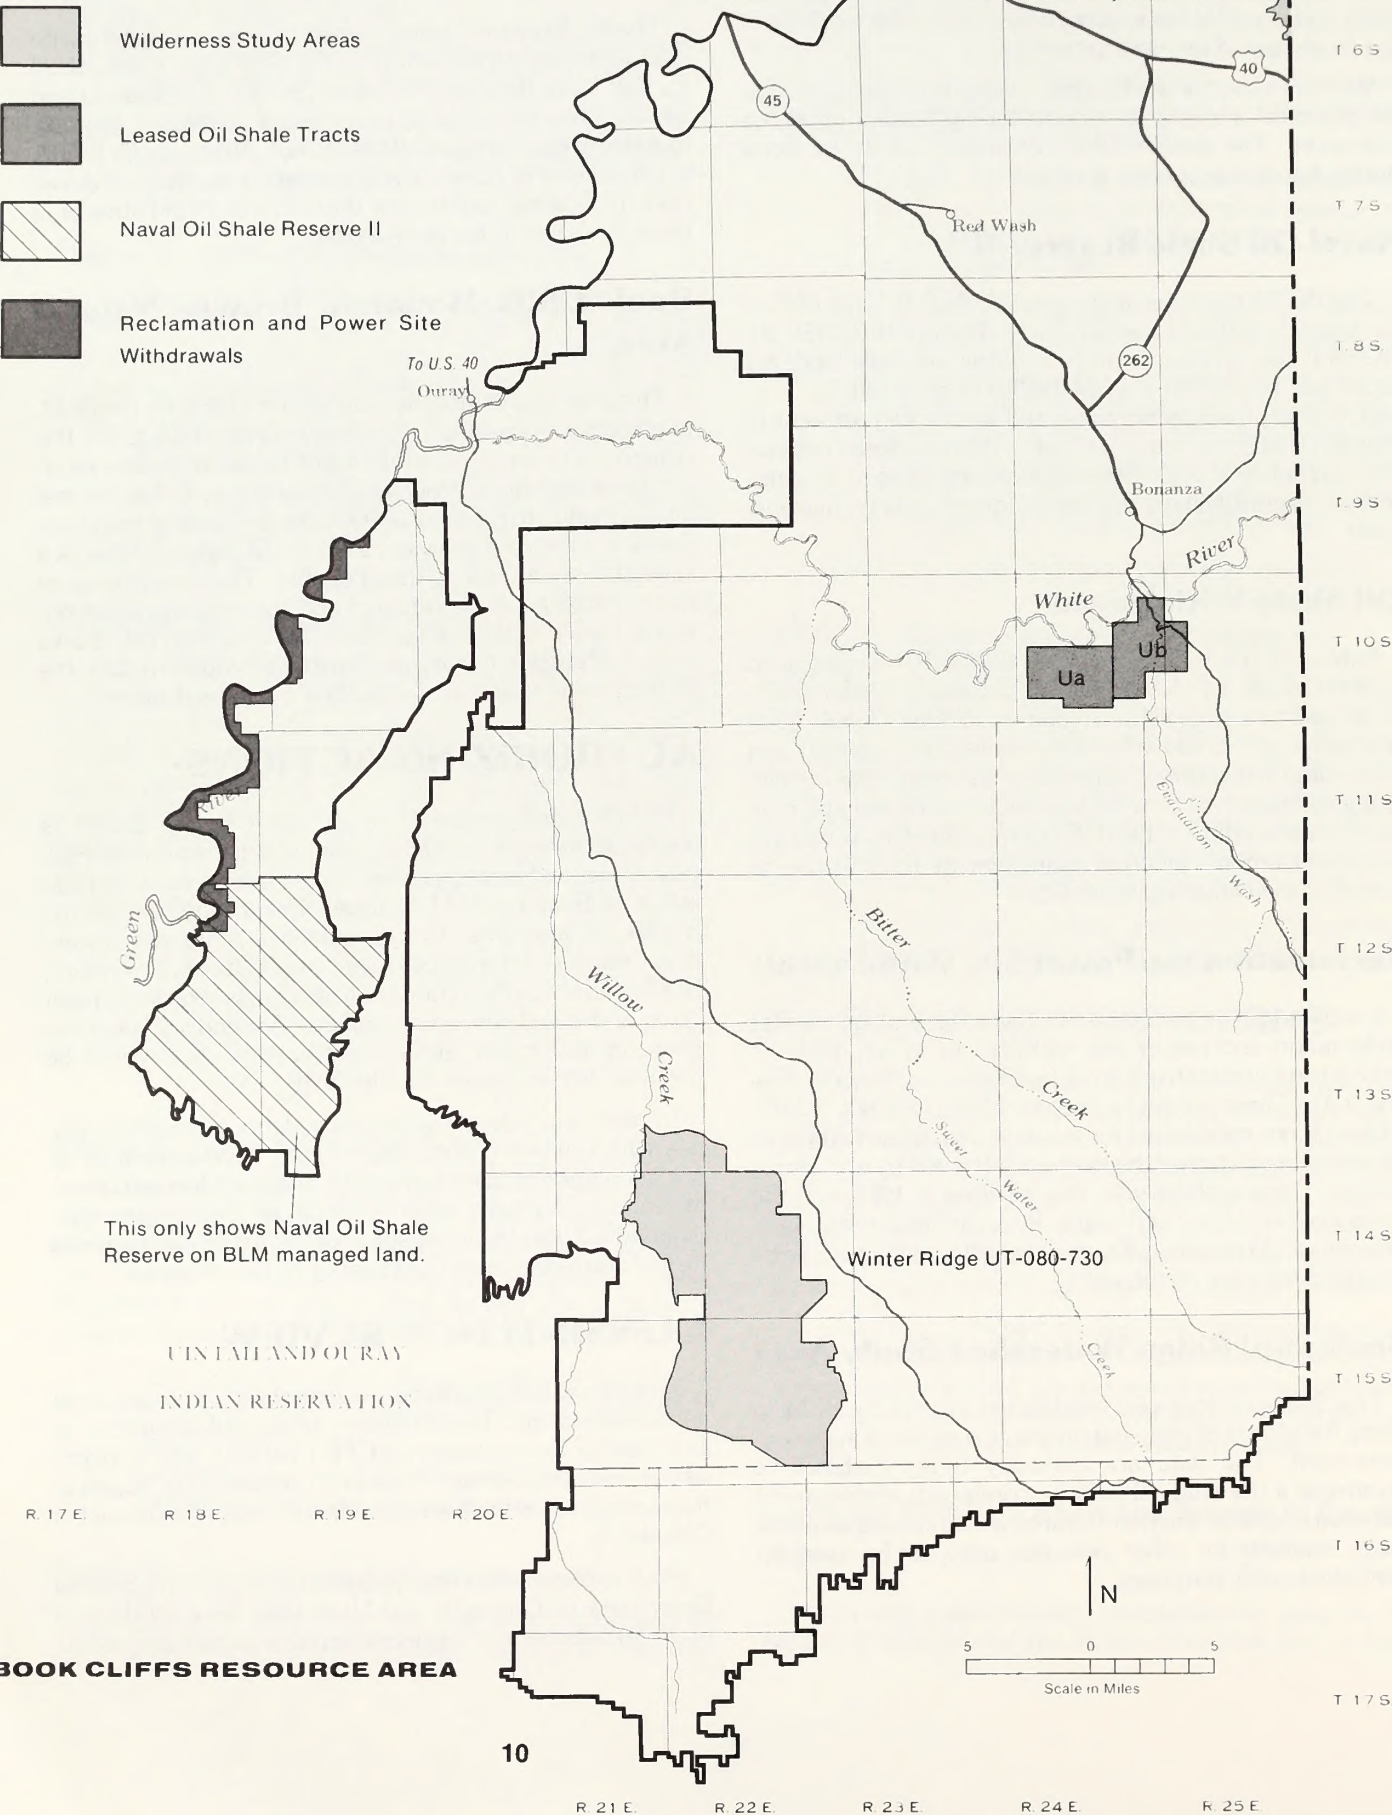 Wilderness Study Areas
Leased Oil Shale Tracts
Naval Oil Shale Reserve II
Reclamation and Power Site
Withdrawals
40
45
Red Wash
262
To U.S. 40
Ouray
Bonanza
White River
Ua
Ub
River
Green
Evacuation Wash
Bitter Creek
Willow Creek
Sweet Water Creek
Winter Ridge UT-080-730
This only shows Naval Oil Shale
Reserve on BLM managed land.
UINTAH AND OURAY
INDIAN RESERVATION
T 6 S
T 7 S
T. 8 S
T. 9 S
T 10 S
T. 11 S
T 12 S
T 13 S
T 14 S
T 15 S
T 16 S
T 17 S
R. 17 E.
R. 18 E.
R. 19 E.
R. 20 E.
N
5 0 5
Scale in Miles
BOOK CLIFFS RESOURCE AREA
10
R. 21 E.
R. 22 E.
R. 23 E.
R. 24 E.
R. 25 E.